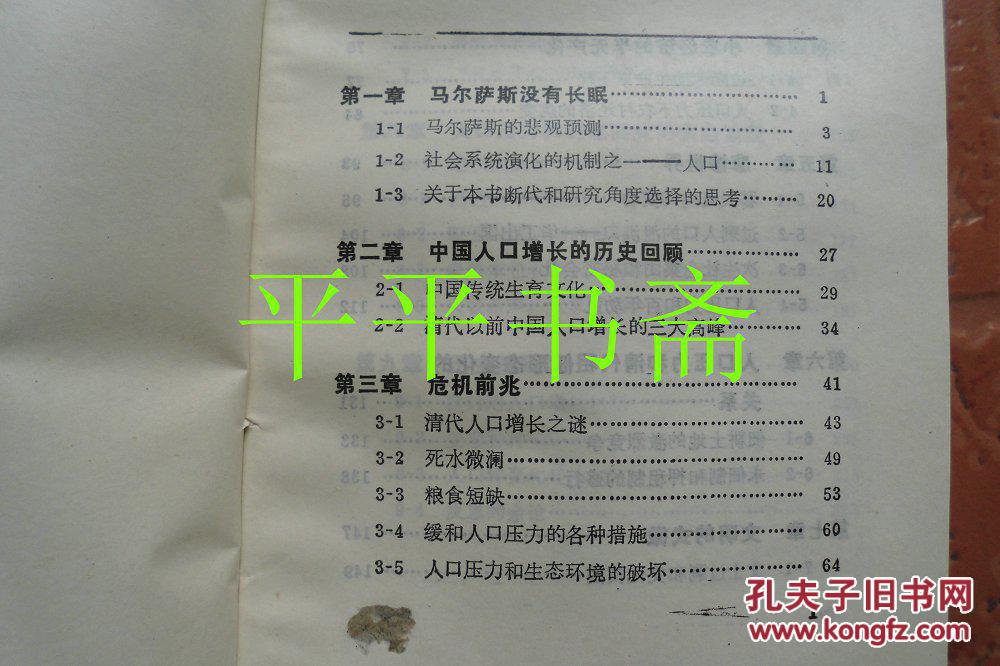 第一章 马尔萨斯没有长眠………………………… 1
1-1 马尔萨斯的悲观预测………………………… 3
1-2 社会系统演化的机制之一——人口………… 11
1-3 关于本书断代和研究角度选择的思考……… 20
第二章 中国人口增长的历史回顾……………… 27
2-1 中国传统生育文化………………………… 29
2-2 清代以前中国人口增长的三大高峰……… 34
平平书斋
第三章 危机前兆……………………………… 41
3-1 清代人口增长之谜………………………… 43
3-2 死水微澜…………………………………… 49
3-3 粮食短缺…………………………………… 53
3-4 缓和人口压力的各种措施………………… 60
3-5 人口压力和生态环境的破坏……………… 64
1
孔夫子旧书网
www.kongfz.com